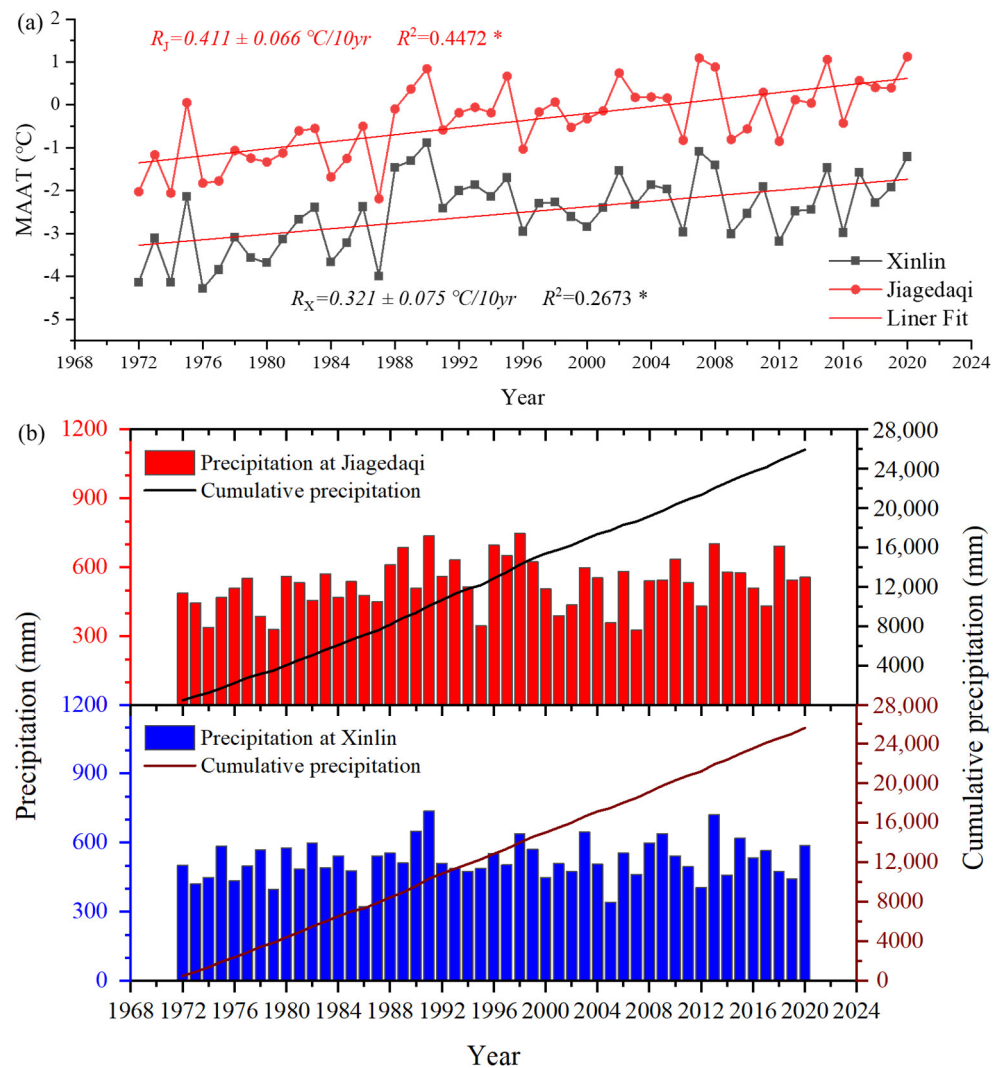 (a)
R_J=0.411 ± 0.066 °C/10yr R²=0.4472 *
2
1
0
-1
-2
-3
-4
-5
MAAT (°C)
R_X=0.321 ± 0.075 °C/10yr R²=0.2673 *
Xinlin
Jiagedaqi
Liner Fit
1968 1972 1976 1980 1984 1988 1992 1996 2000 2004 2008 2012 2016 2020 2024
Year
(b)
1200
900
600
300
1200
900
600
300
0
Precipitation (mm)
Precipitation at Jiagedaqi
Cumulative precipitation
Precipitation at Xinlin
Cumulative precipitation
28,000
24,000
20,000
16,000
12,000
8000
4000
28,000
24,000
20,000
16,000
12,000
8000
4000
0
Cumulative precipitation (mm)
1968 1972 1976 1980 1984 1988 1992 1996 2000 2004 2008 2012 2016 2020 2024
Year